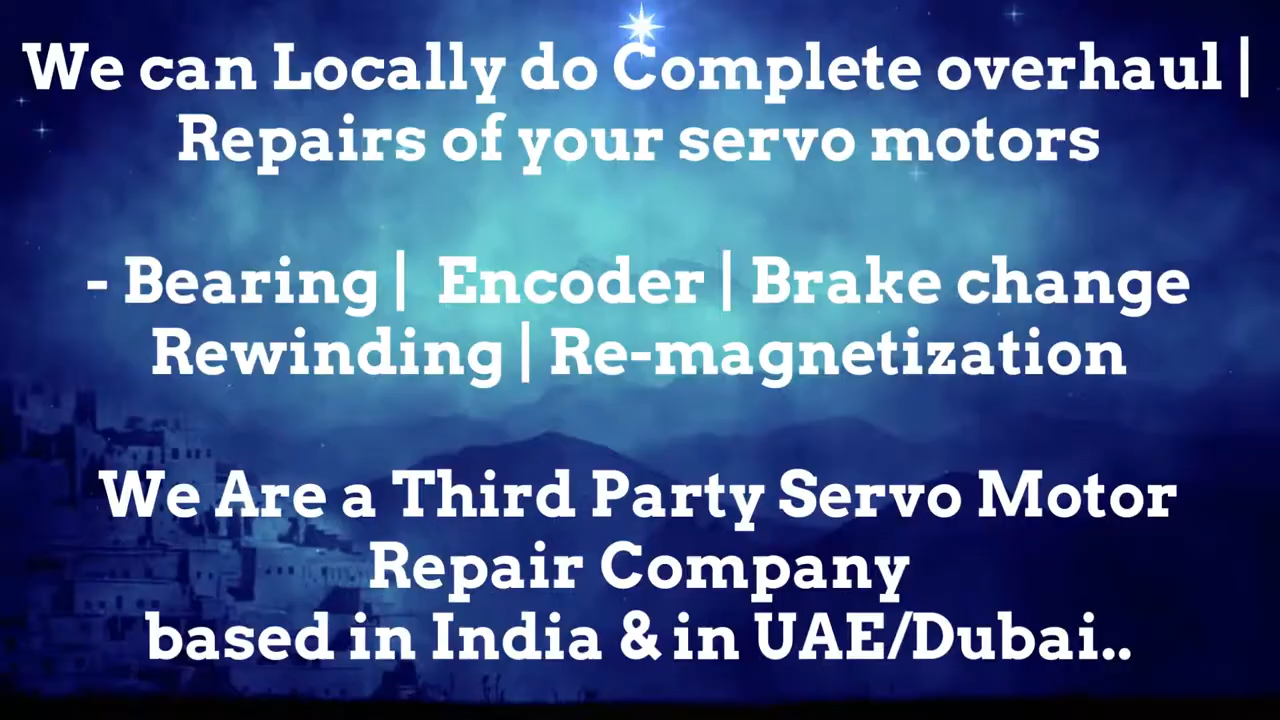 We can Locally do Complete overhaul |
Repairs of your servo motors
- Bearing | Encoder | Brake change
Rewinding | Re-magnetization
We Are a Third Party Servo Motor
Repair Company
based in India & in UAE/Dubai..